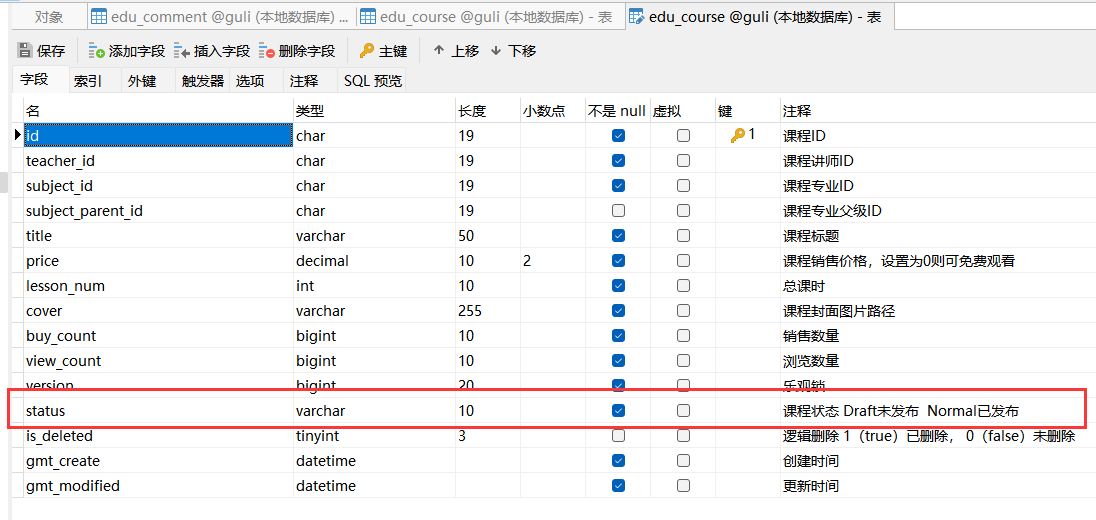 对象 edu_comment @guli (本地数据库) ... edu_course @guli (本地数据库) - 表 edu_course @guli (本地数据库) - 表
保存 添加字段 插入字段 删除字段 主键 上移 下移
字段 索引 外键 触发器 选项 注释 SQL 预览
名 类型 长度 小数点 不是 null 虚拟 键 注释
id char 19 1 课程ID
teacher_id char 19 课程讲师ID
subject_id char 19 课程专业ID
subject_parent_id char 19 课程专业父级ID
title varchar 50 课程标题
price decimal 10 2 课程销售价格，设置为0则可免费观看
lesson_num int 10 总课时
cover varchar 255 课程封面图片路径
buy_count bigint 10 销售数量
view_count bigint 10 浏览数量
version bigint 20 乐观锁
status varchar 10 课程状态 Draft未发布  Normal已发布
is_deleted tinyint 3 逻辑删除 1（true）已删除， 0（false）未删除
gmt_create datetime 创建时间
gmt_modified datetime 更新时间